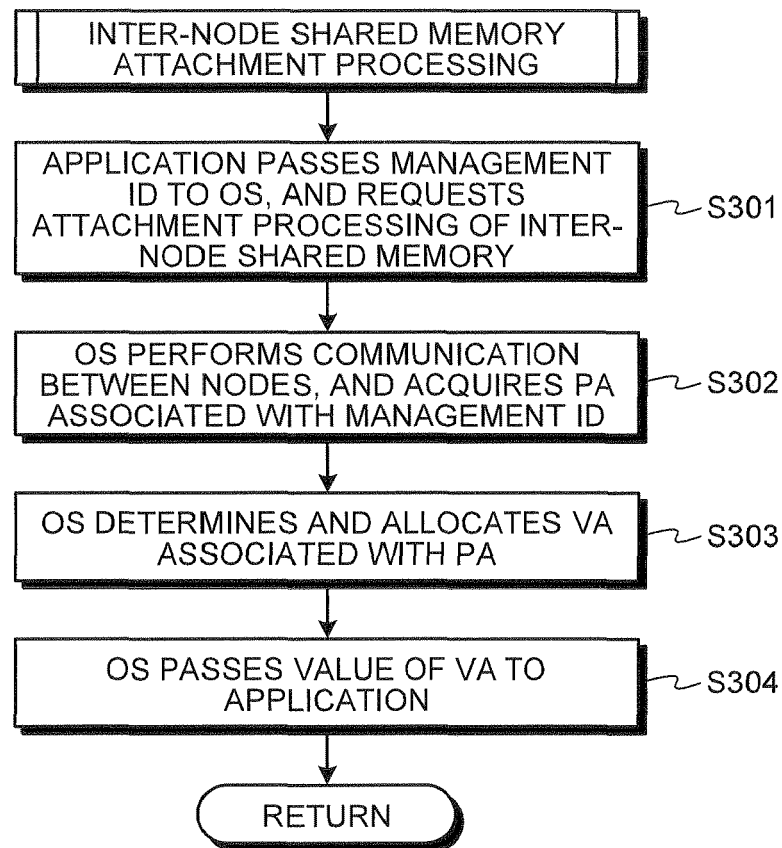 INTER-NODE SHARED MEMORY
ATTACHMENT PROCESSING
APPLICATION PASSES MANAGEMENT
ID TO OS, AND REQUESTS
ATTACHMENT PROCESSING OF INTER-
NODE SHARED MEMORY
S301
OS PERFORMS COMMUNICATION
BETWEEN NODES, AND ACQUIRES PA
ASSOCIATED WITH MANAGEMENT ID
S302
OS DETERMINES AND ALLOCATES VA
ASSOCIATED WITH PA
S303
OS PASSES VALUE OF VA TO
APPLICATION
S304
RETURN